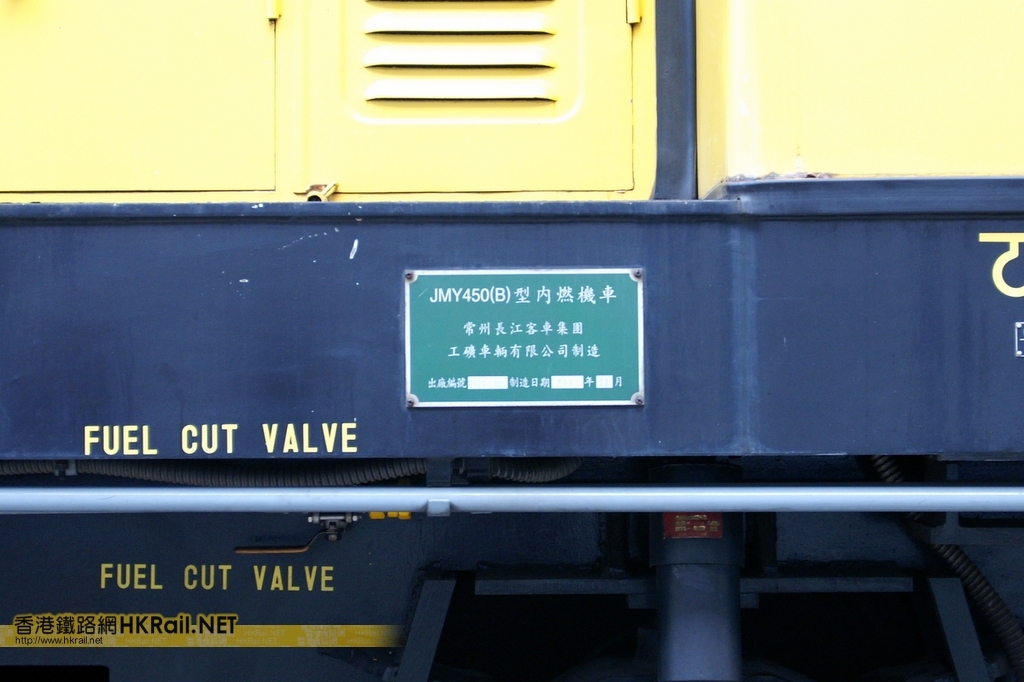 JMY450(B)型内燃機車
常州長江客車集團
工礦車輌有限公司制造
出廠編號 制造日期 年 月
FUEL CUT VALVE
FUEL CUT VALVE
香港鐵路網HKRail.NET
http://www.hkrail.net